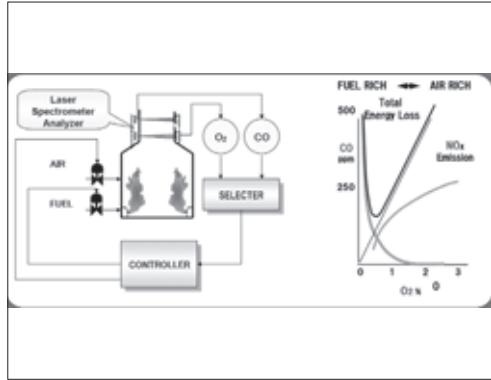 Laser
Spectrometer
Analyzer
AIR
FUEL
O₂
CO
SELECTER
CONTROLLER
FUEL RICH ◄► AIR RICH
500
Total
Energy Loss
CO
ppm
NOx
Emission
250
0 1 2 3
O₂ %
0